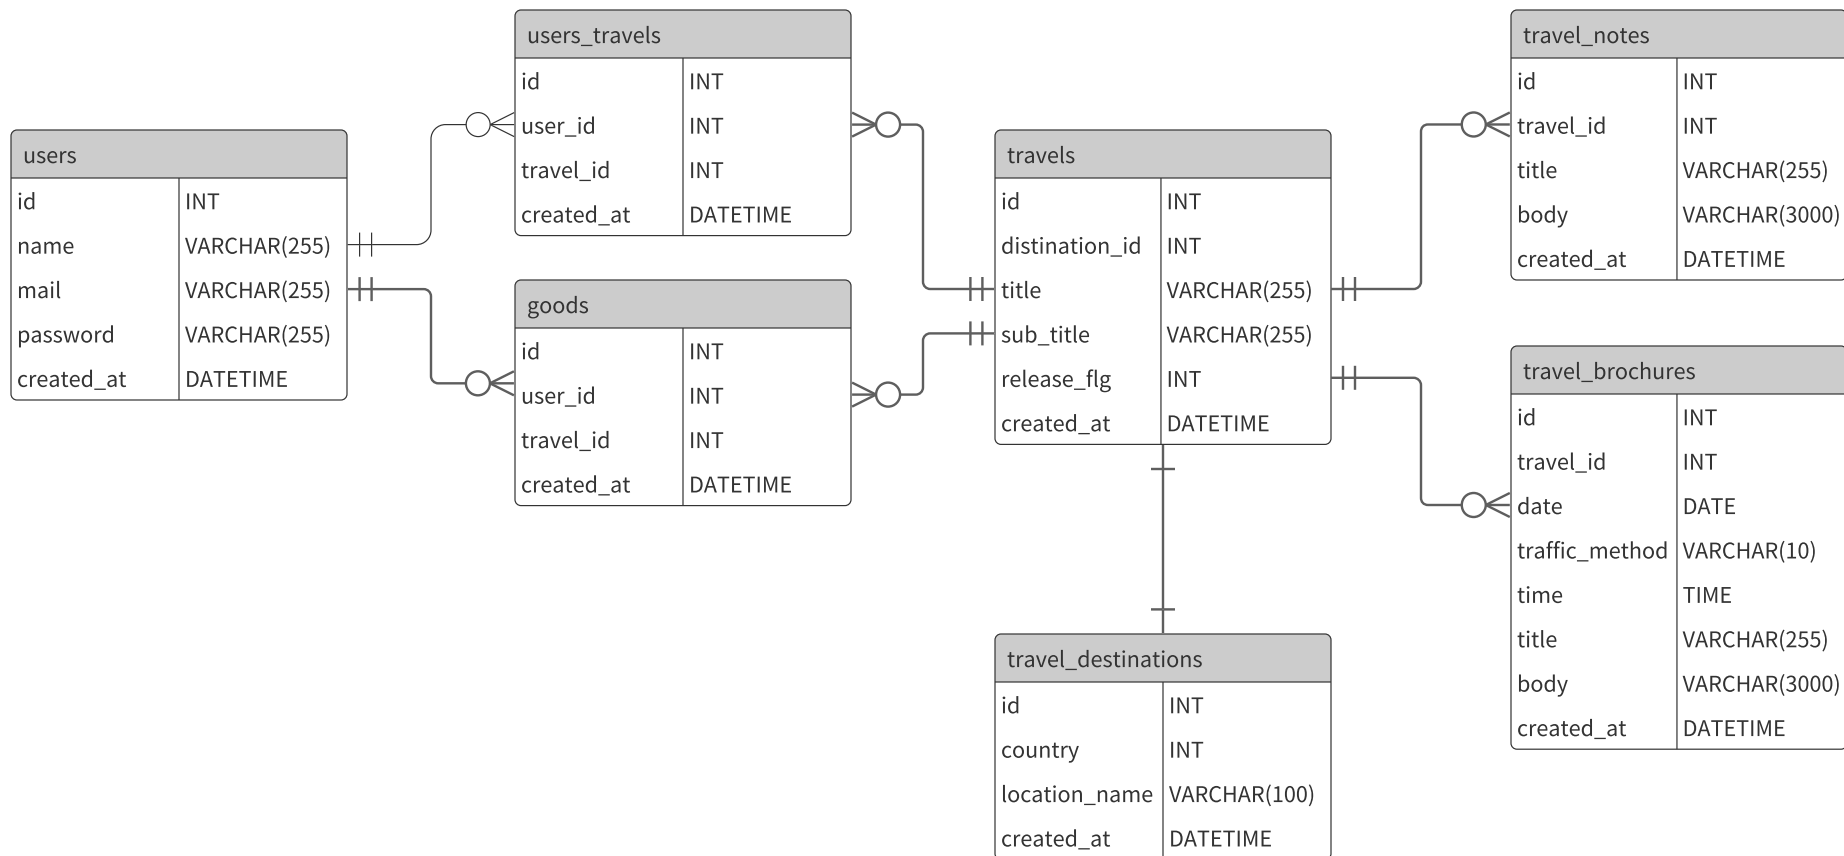 users
id INT
name VARCHAR(255)
mail VARCHAR(255)
password VARCHAR(255)
created_at DATETIME
users_travels
id INT
user_id INT
travel_id INT
created_at DATETIME
goods
id INT
user_id INT
travel_id INT
created_at DATETIME
travels
id INT
distination_id INT
title VARCHAR(255)
sub_title VARCHAR(255)
release_flg INT
created_at DATETIME
travel_destinations
id INT
country INT
location_name VARCHAR(100)
created_at DATETIME
travel_notes
id INT
travel_id INT
title VARCHAR(255)
body VARCHAR(3000)
created_at DATETIME
travel_brochures
id INT
travel_id INT
date DATE
traffic_method VARCHAR(10)
time TIME
title VARCHAR(255)
body VARCHAR(3000)
created_at DATETIME